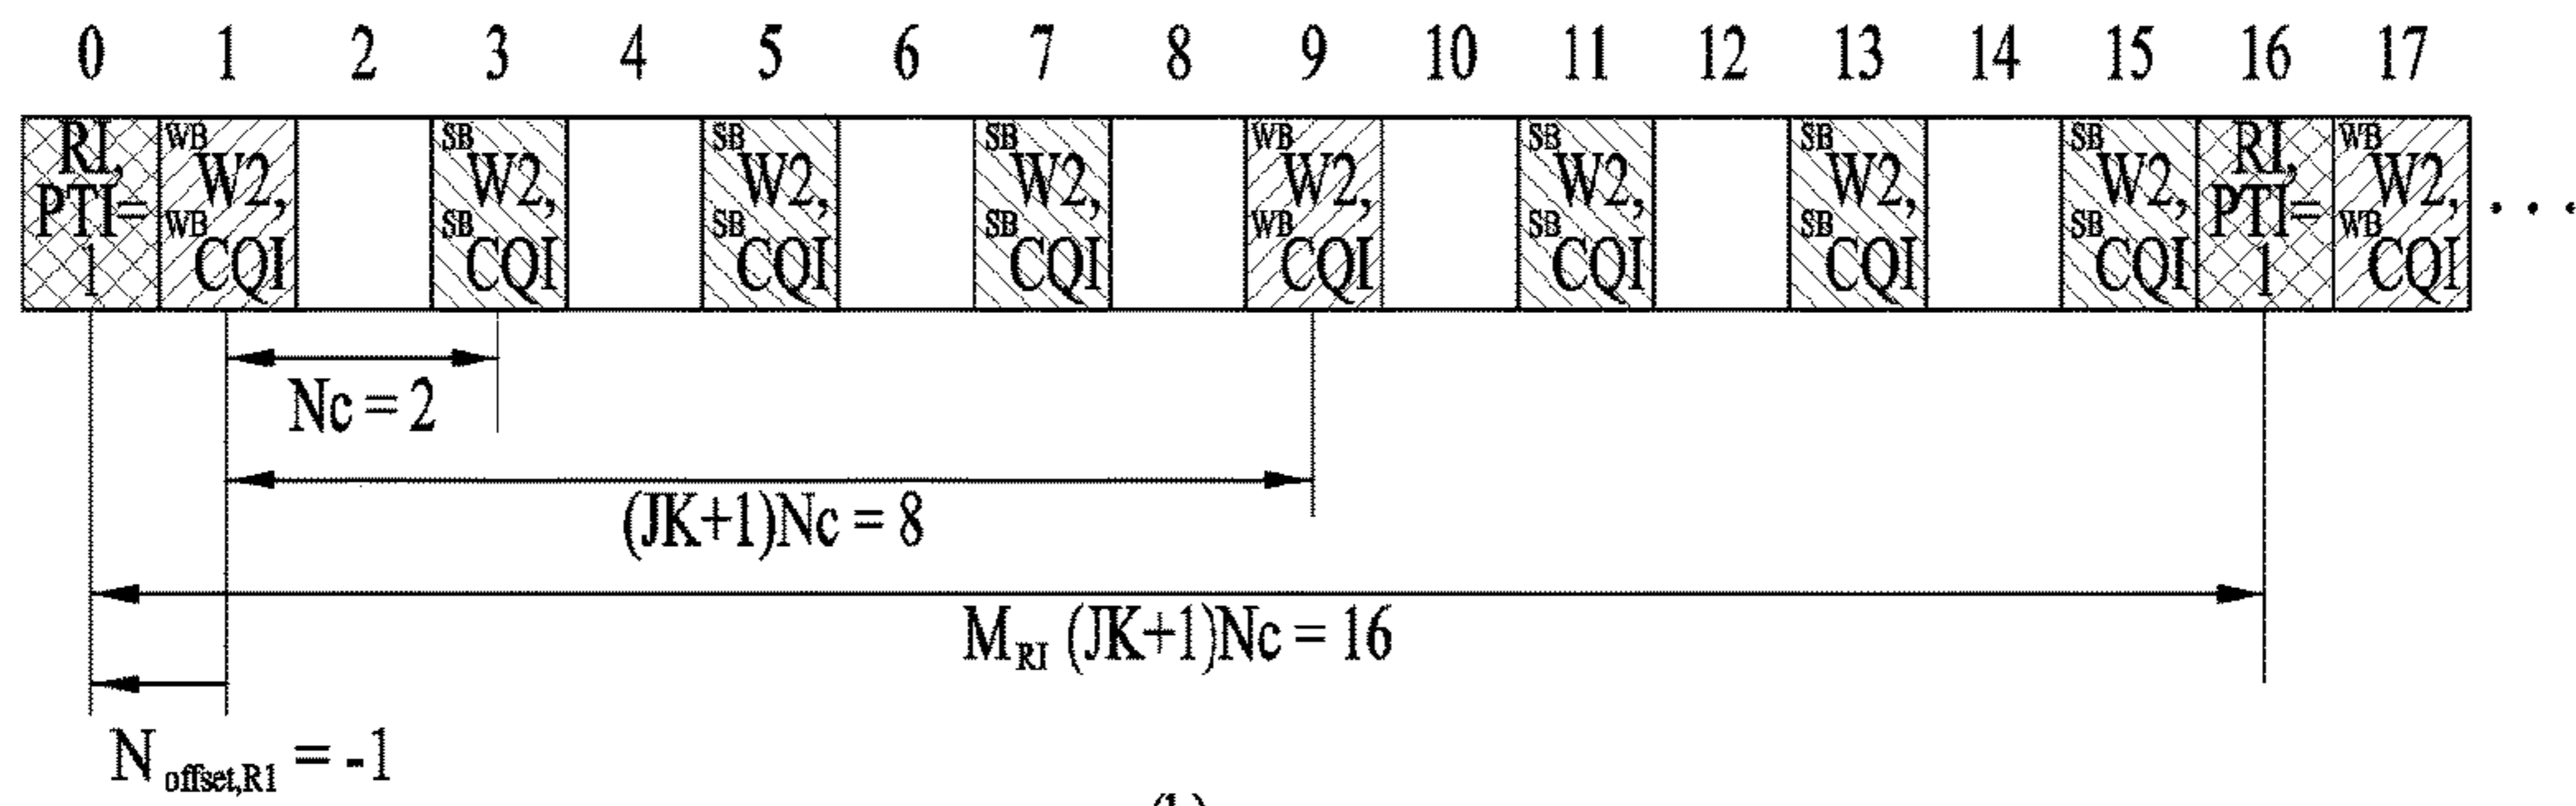 0 1 2 3 4 5 6 7 8 9 10 11 12 13 14 15 16 17
RI,
PTI=
1
WB
W2,
WB
CQI
SB
W2,
SB
CQI
SB
W2,
SB
CQI
SB
W2,
SB
CQI
WB
W2,
WB
CQI
SB
W2,
SB
CQI
SB
W2,
SB
CQI
SB
W2,
SB
CQI
RI,
PTI=
1
WB
W2,
WB
CQI
. . .
Nc = 2
(JK+1)Nc = 8
M RI (JK+1)Nc = 16
N offset,R1 = -1